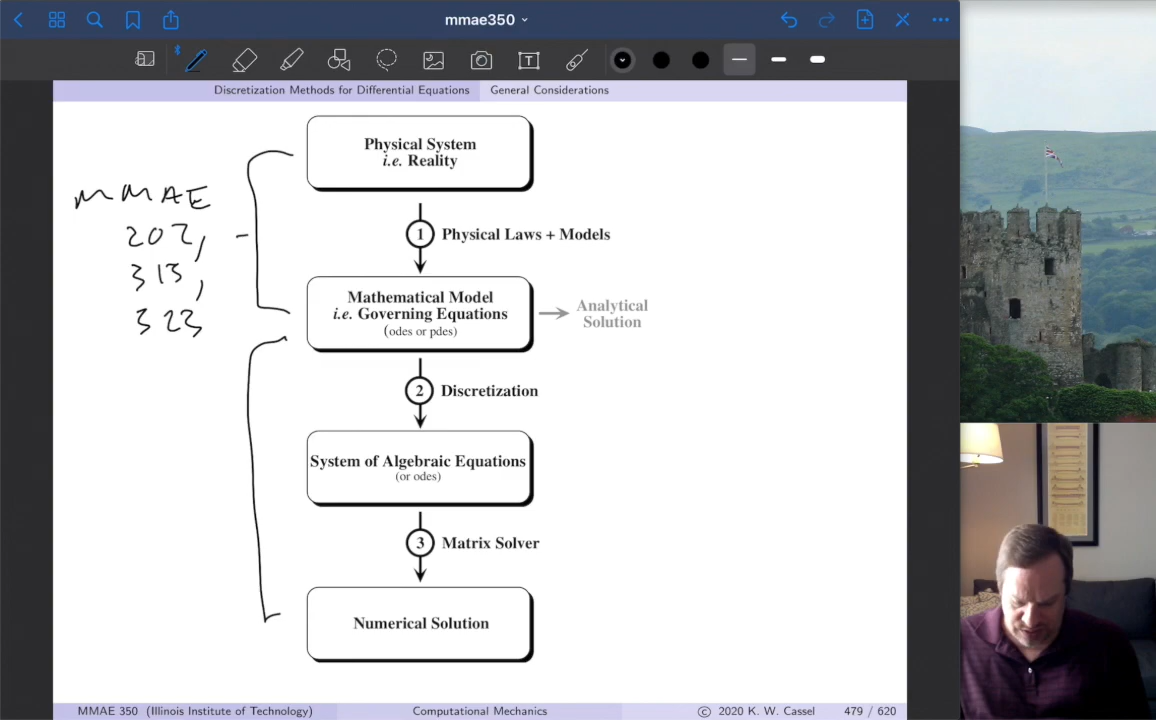 mmae350
T
Discretization Methods for Differential Equations General Considerations
Physical System
i.e. Reality
1 Physical Laws + Models
MMAE
202,
313,
323
Mathematical Model
i.e. Governing Equations
(odes or pdes)
Analytical
Solution
2 Discretization
System of Algebraic Equations
(or odes)
3 Matrix Solver
Numerical Solution
MMAE 350 (Illinois Institute of Technology) Computational Mechanics © 2020 K. W. Cassel 479 / 620